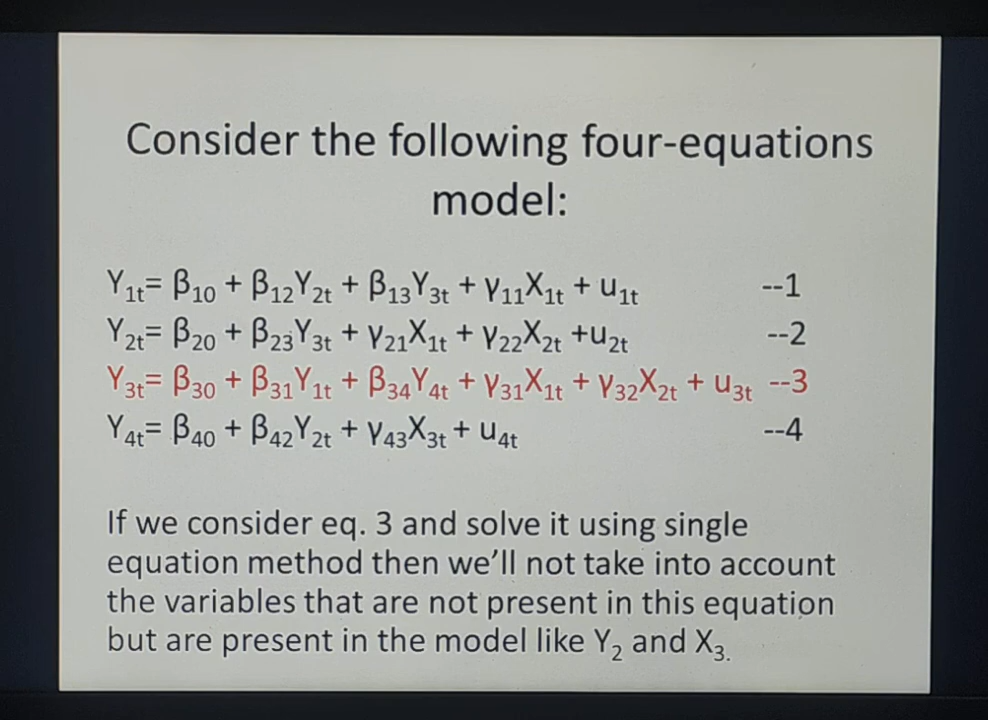 Consider the following four-equations
model:
Y₁ₜ= β₁₀ + β₁₂Y₂ₜ + β₁₃Y₃ₜ + γ₁₁X₁ₜ + u₁ₜ --1
Y₂ₜ= β₂₀ + β₂₃Y₃ₜ + γ₂₁X₁ₜ + γ₂₂X₂ₜ +u₂ₜ --2
Y₃ₜ= β₃₀ + β₃₁Y₁ₜ + β₃₄Y₄ₜ + γ₃₁X₁ₜ + γ₃₂X₂ₜ + u₃ₜ --3
Y₄ₜ= β₄₀ + β₄₂Y₂ₜ + γ₄₃X₃ₜ + u₄ₜ --4
If we consider eq. 3 and solve it using single
equation method then we’ll not take into account
the variables that are not present in this equation
but are present in the model like Y₂ and X₃.